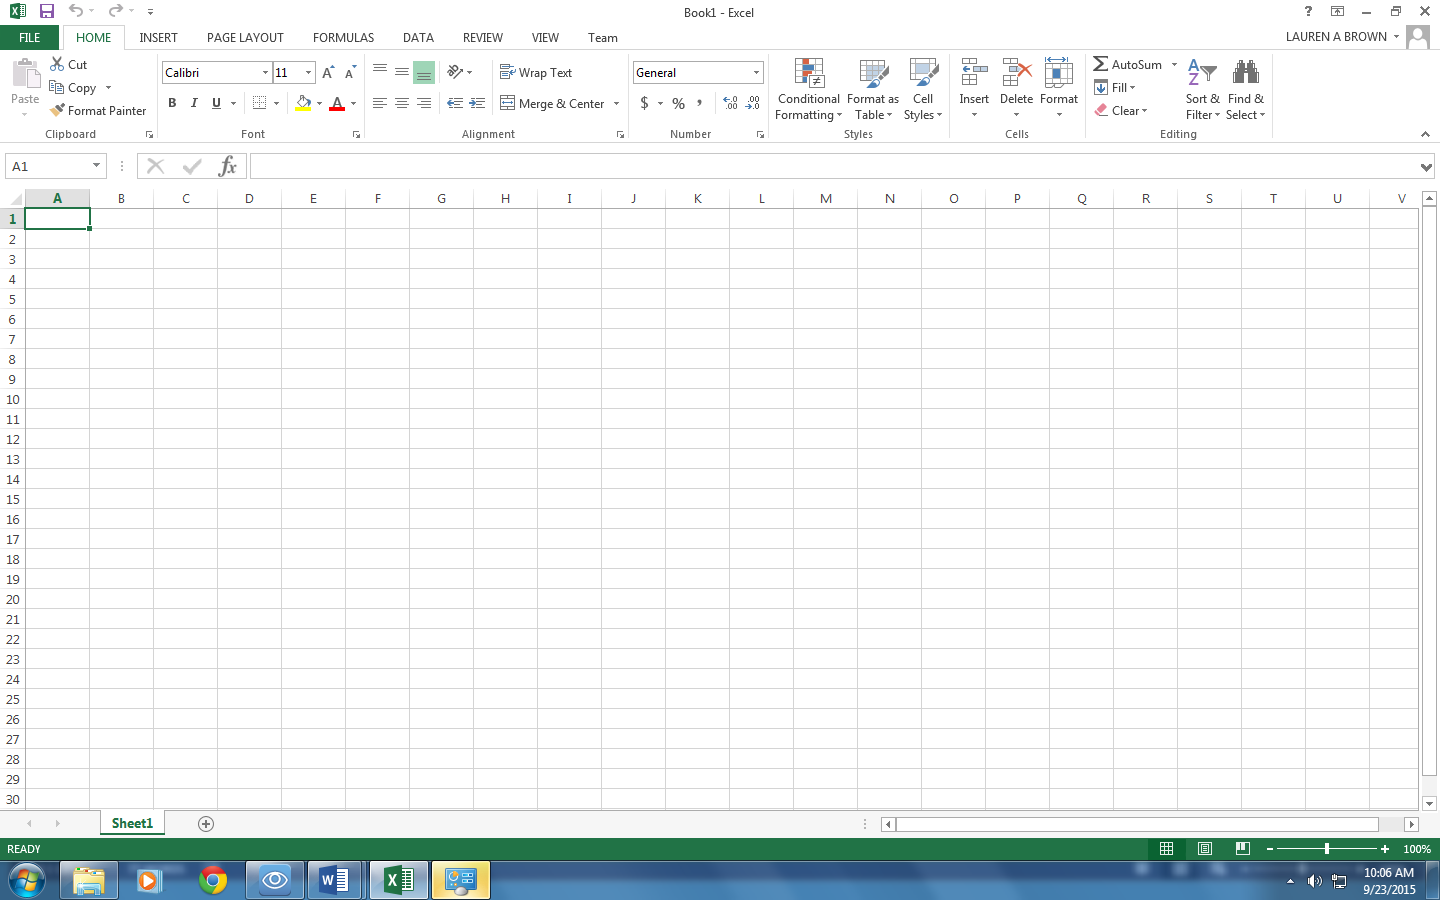 Book1 - Excel
FILE HOME INSERT PAGE LAYOUT FORMULAS DATA REVIEW VIEW Team LAUREN A BROWN
Paste
Cut
Copy
Format Painter
Clipboard
Calibri 11
B I U
Font
Wrap Text
Merge & Center
Alignment
General
$ % ,
Number
Conditional Formatting
Format as Table
Cell Styles
Styles
Insert
Delete
Format
Cells
AutoSum
Fill
Clear
Sort & Filter
Find & Select
Editing
A1 fx
A B C D E F G H I J K L M N O P Q R S T U V
1
2
3
4
5
6
7
8
9
10
11
12
13
14
15
16
17
18
19
20
21
22
23
24
25
26
27
28
29
30
Sheet1
READY 100%
10:06 AM
9/23/2015